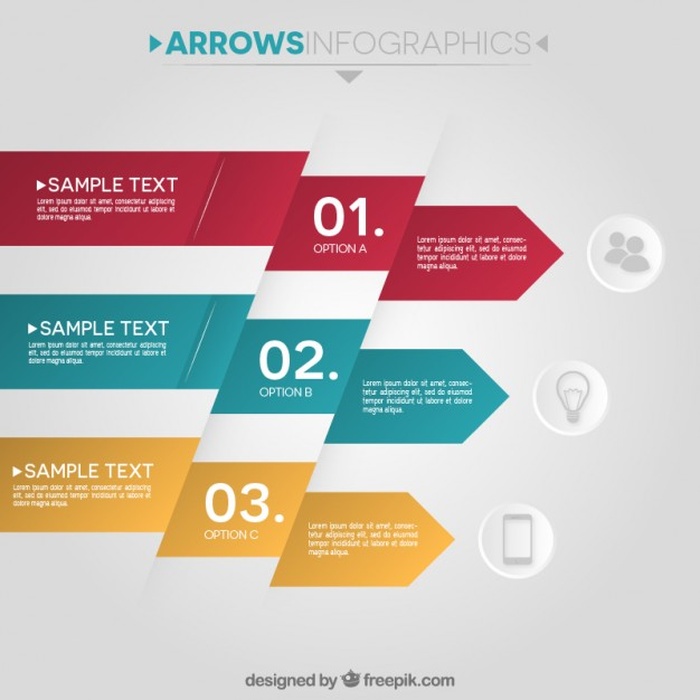 ARROWSINFOGRAPHICS
SAMPLE TEXT
Lorem ipsum dolor sit amet, consectetur adipiscing
elit, sed do eiusmod tempor incididunt ut labore et
dolore magna aliqua.
01.
OPTION A
Lorem ipsum dolor sit amet, consec-
tetur adipiscing elit, sed do eiusmod
tempor incididunt ut labore et dolore
magna aliqua.
SAMPLE TEXT
Lorem ipsum dolor sit amet, consectetur adipiscing
elit, sed do eiusmod tempor incididunt ut labore et
dolore magna aliqua.
02.
OPTION B
Lorem ipsum dolor sit amet, consec-
tetur adipiscing elit, sed do eiusmod
tempor incididunt ut labore et dolore
magna aliqua.
SAMPLE TEXT
Lorem ipsum dolor sit amet, consectetur adipiscing
elit, sed do eiusmod tempor incididunt ut labore et
dolore magna aliqua.
03.
OPTION C
Lorem ipsum dolor sit amet, consec-
tetur adipiscing elit, sed do eiusmod
tempor incididunt ut labore et dolore
magna aliqua.
designed by freepik.com